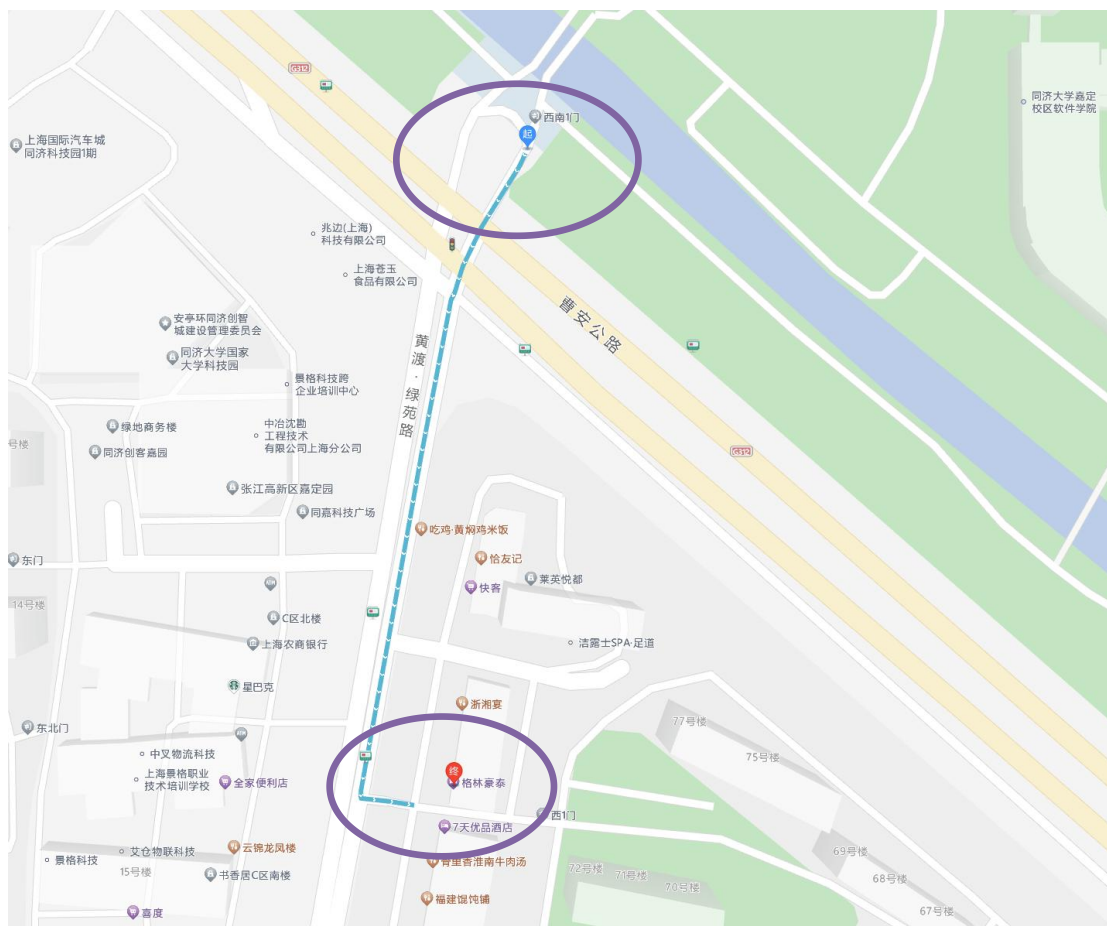 G312
西南1门
起
同济大学嘉定
校区软件学院
上海国际汽车城
同济科技园1期
兆边(上海)
科技有限公司
上海苍玉
食品有限公司
曹安公路
安亭环同济创智
城建设管理委员会
同济大学国家
大学科技园
黄渡·绿苑路
景格科技跨
企业培训中心
绿地商务楼
中冶沈勘
工程技术
有限公司上海分公司
号楼
同济创客嘉园
G312
张江高新区嘉定园
同嘉科技广场
吃鸡·黄焖鸡米饭
东门
恰友记
莱英悦都
快客
ATM
14号楼
C区北楼
上海农商银行
洁露士SPA·足道
星巴克
浙湘宴
77号楼
东北门
ATM
75号楼
中叉物流科技
终
格林豪泰
上海景格职业
技术培训学校
全家便利店
西1门
7天优品酒店
艾仓物联科技
云锦龙凤楼
69号楼
景格科技
15号楼
书香居C区南楼
骨里香淮南牛肉汤
72号楼
71号楼
70号楼
68号楼
福建馄饨铺
喜度
67号楼